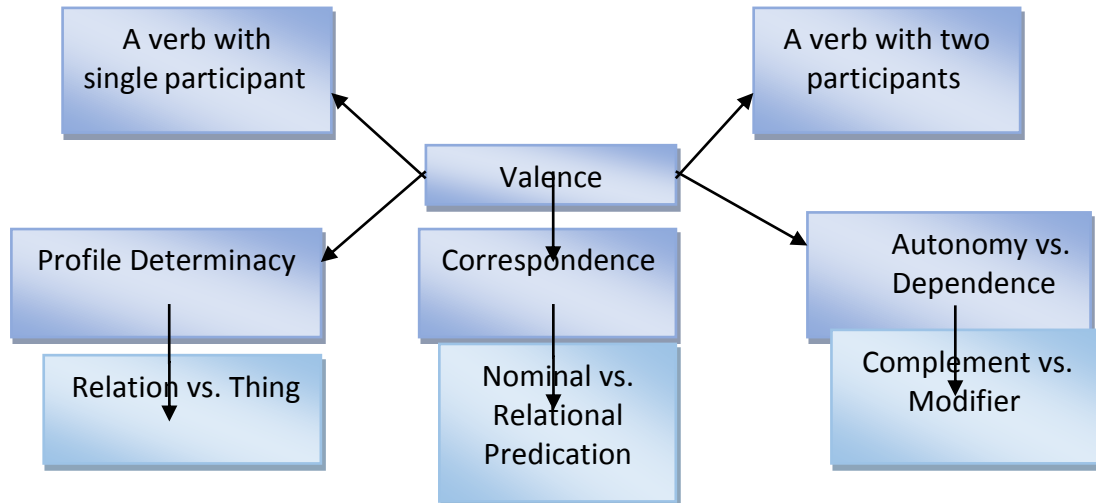 A verb with
single participant
A verb with two
participants
Valence
Profile Determinacy
Correspondence
Autonomy vs.
Dependence
Relation vs. Thing
Nominal vs.
Relational
Predication
Complement vs.
Modifier